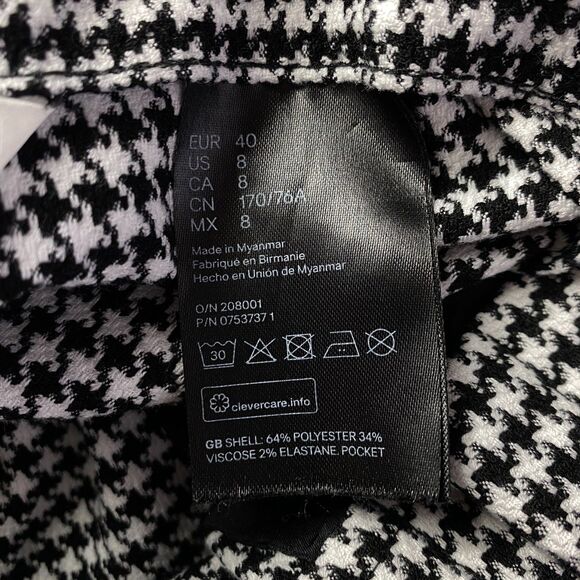 EUR 40
US 8
CA 8
CN 170/76A
MX 8
Made in Myanmar
Fabriqué en Birmanie
Hecho en Unión de Myanmar
O/N 208001
P/N 0753737 1
30
clevercare.info
GB SHELL: 64% POLYESTER 34%
VISCOSE 2% ELASTANE. POCKET